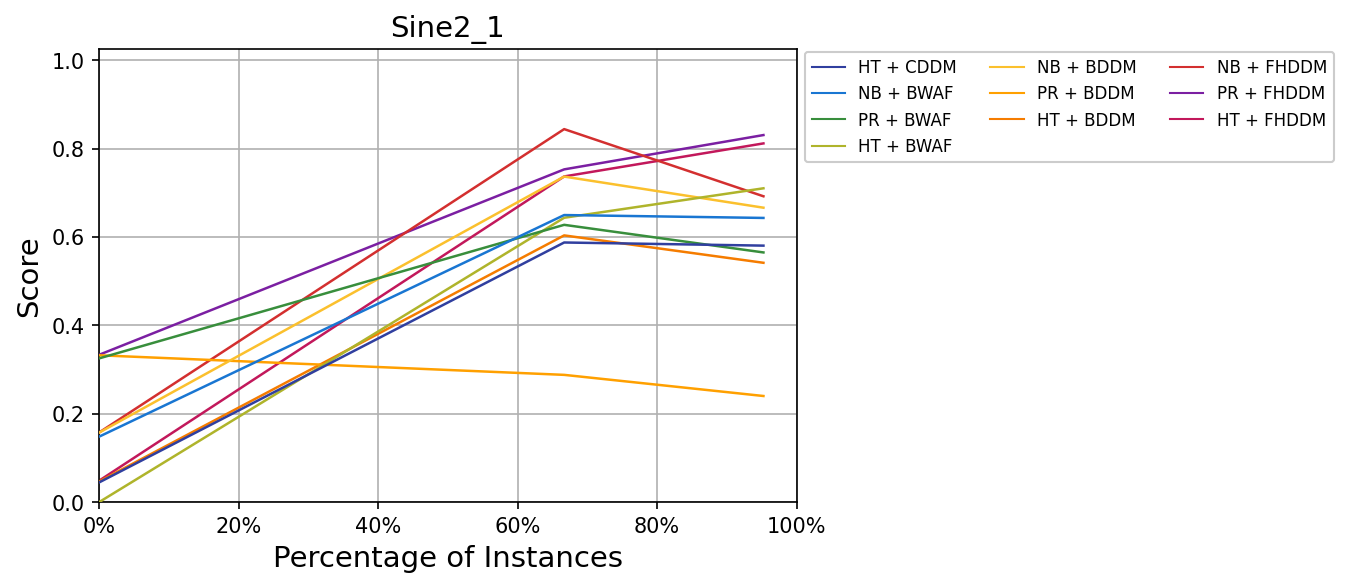 Sine2_1
1.0
0.8
0.6
0.4
0.2
0.0
Score
0% 20% 40% 60% 80% 100%
Percentage of Instances
HT + CDDM
NB + BWAF
PR + BWAF
HT + BWAF
NB + BDDM
PR + BDDM
HT + BDDM
NB + FHDDM
PR + FHDDM
HT + FHDDM